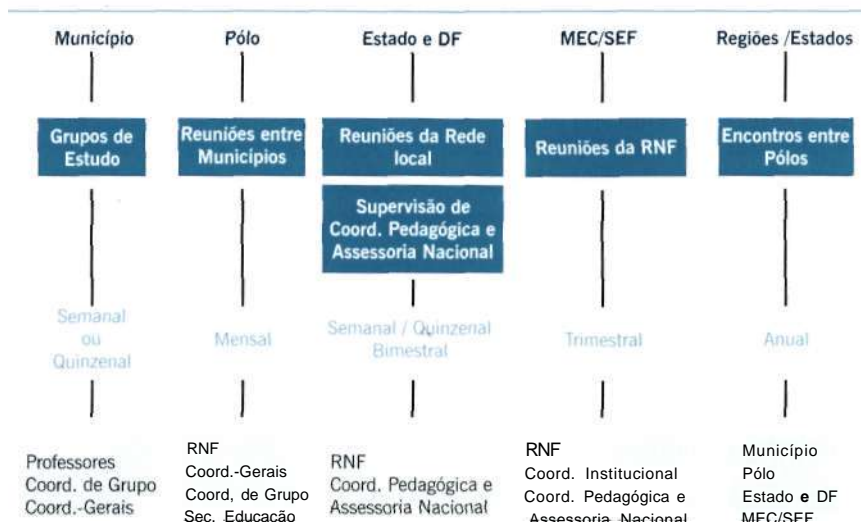 Município
Grupos de
Estudo
Semanal
ou
Quinzenal
Professores
Coord. de Grupo
Coord.-Gerais
Pólo
Reuniões entre
Municípios
Mensal
RNF
Coord.-Gerais
Coord, de Grupo
Sec. Educação
Estado e DF
Reuniões da Rede
local
Supervisão de
Coord. Pedagógica e
Assessoria Nacional
Semanal / Quinzenal
Bimestral
RNF
Coord. Pedagógica e
Assessoria Nacional
MEC/SEF
Reuniões da RNF
Trimestral
RNF
Coord. Institucional
Coord. Pedagógica e
Assessoria Nacional
Regiões /Estados
Encontros entre
Pólos
Anual
Município
Pólo
Estado e DF
MEC/SEF